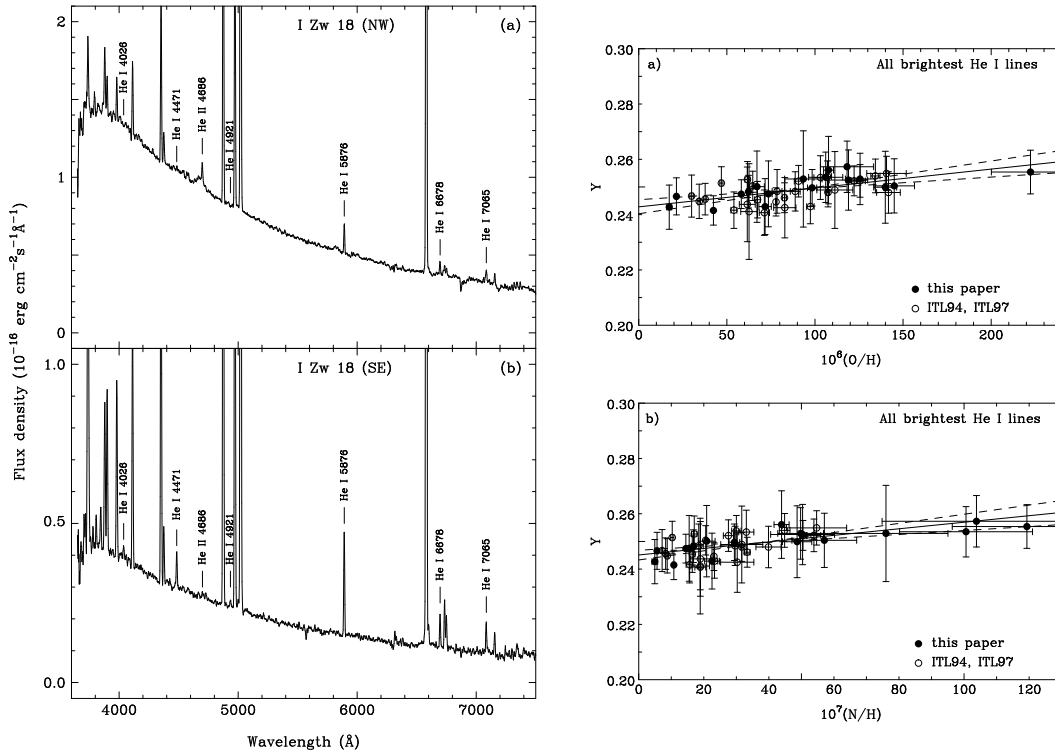 I Zw 18 (NW)
(a)
He I 4026
He I 4471
He II 4686
He I 4921
He I 5876
He I 6678
He I 7065
2
1
0
I Zw 18 (SE)
(b)
He I 4026
He I 4471
He II 4686
He I 4921
He I 5876
He I 6678
He I 7065
1.0
0.5
0.0
4000 5000 6000 7000
Wavelength (Å)
Flux density (10⁻¹⁶ erg cm⁻²s⁻¹Å⁻¹)
a)
All brightest He I lines
0.30
0.28
0.26
0.24
0.22
0.20
Y
this paper
ITL94, ITL97
0 50 100 150 200
10⁶(O/H)
b)
All brightest He I lines
0.30
0.28
0.26
0.24
0.22
0.20
Y
this paper
ITL94, ITL97
0 20 40 60 80 100 120
10⁷(N/H)